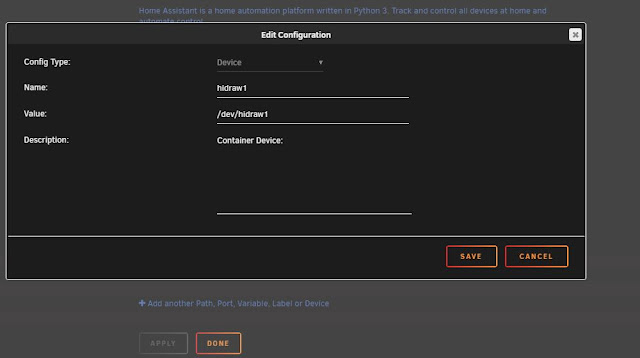 Home Assistant is a home automation platform written in Python 3. Track and control all devices at home and
automate control.
Edit Configuration
Config Type: Device
Name: hidraw1
Value: /dev/hidraw1
Description: Container Device:
SAVE CANCEL
Add another Path, Port, Variable, Label or Device
APPLY DONE